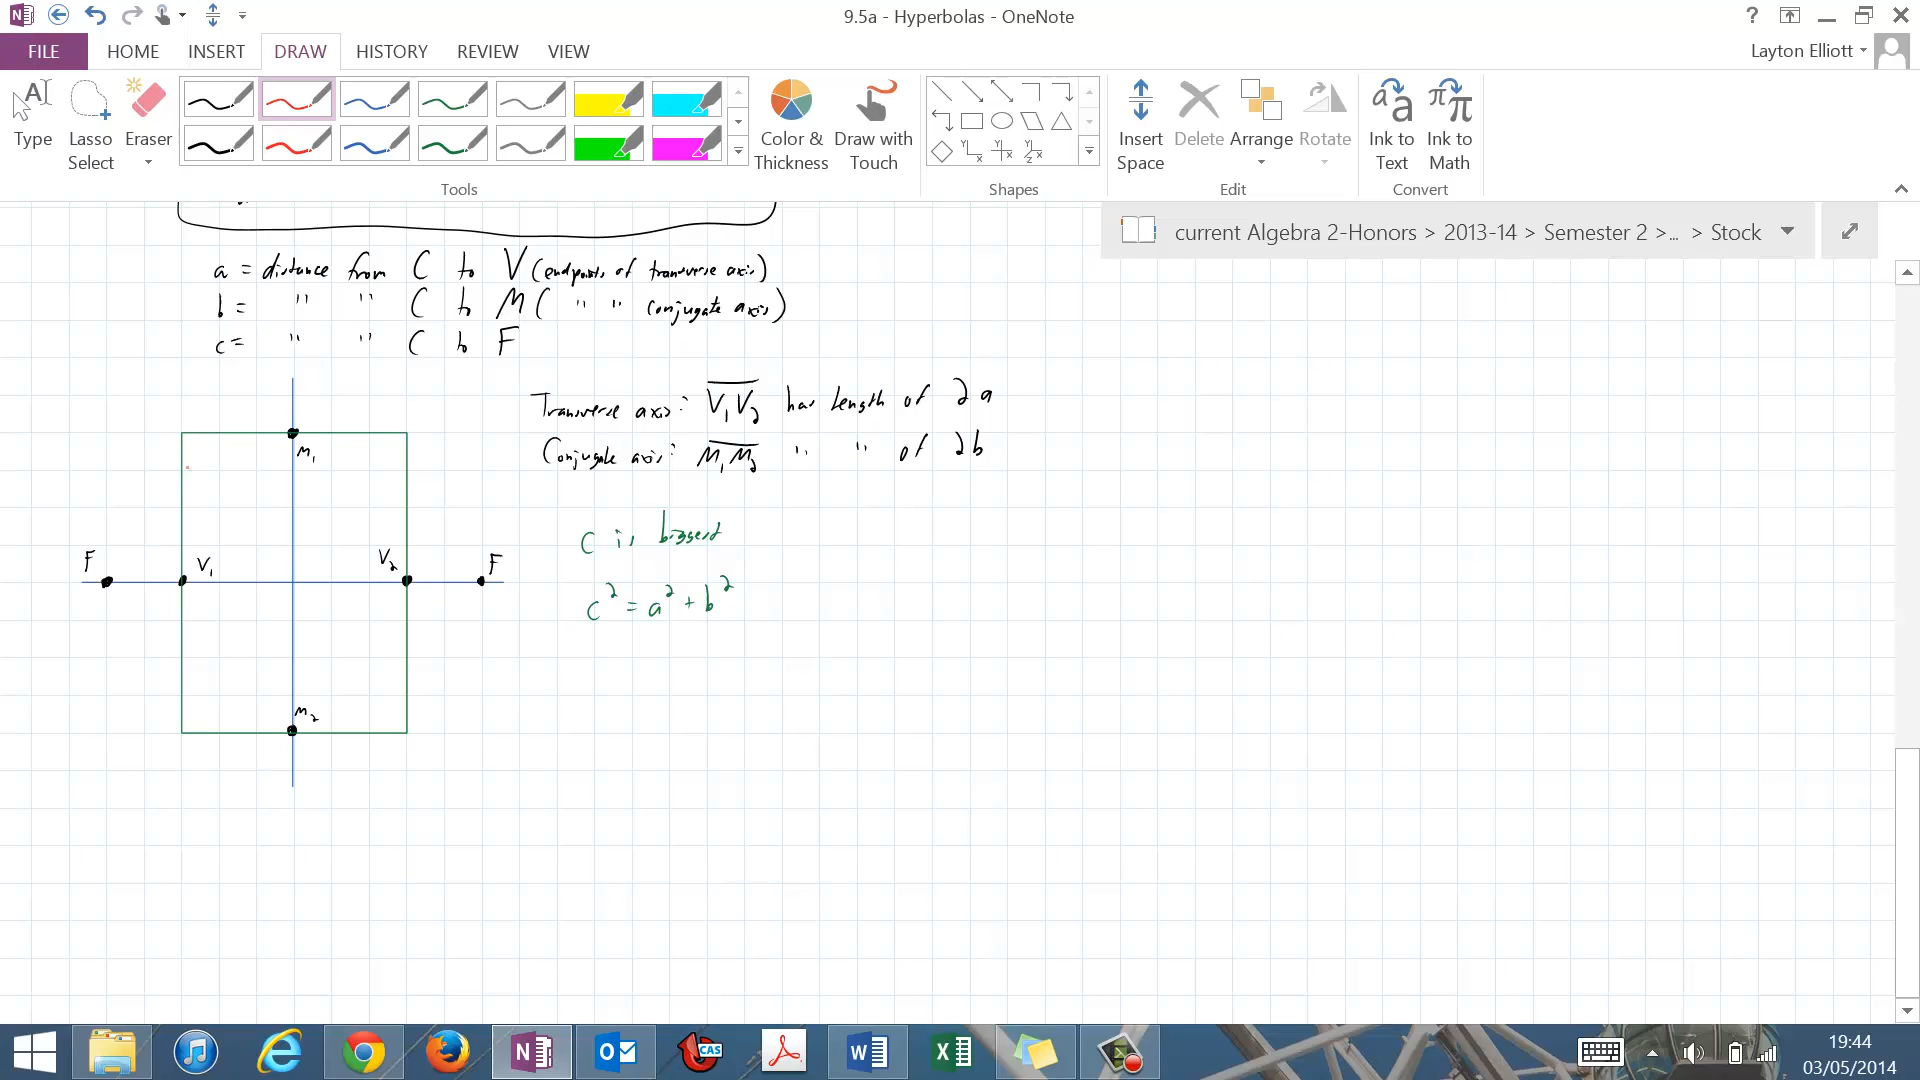 9.5a - Hyperbolas - OneNote
?
FILE HOME INSERT DRAW HISTORY REVIEW VIEW
Layton Elliott
Type
Lasso Select
Eraser
Color & Thickness
Draw with Touch
Insert Space
Delete
Arrange
Rotate
Ink to Text
Ink to Math
Tools
Shapes
Edit
Convert
current Algebra 2-Honors > 2013-14 > Semester 2 >... > Stock
a = distance from C to V (endpoints of transverse axis)
b = " " C to M ( " " conjugate axis)
c = " " C to F
Transverse axis: V₁V₂ has length of 2a
Conjugate axis: M₁M₂ " " of 2b
M₁
C is biggest
F V₁ V₂ F
c² = a² + b²
M₂
19:44
03/05/2014